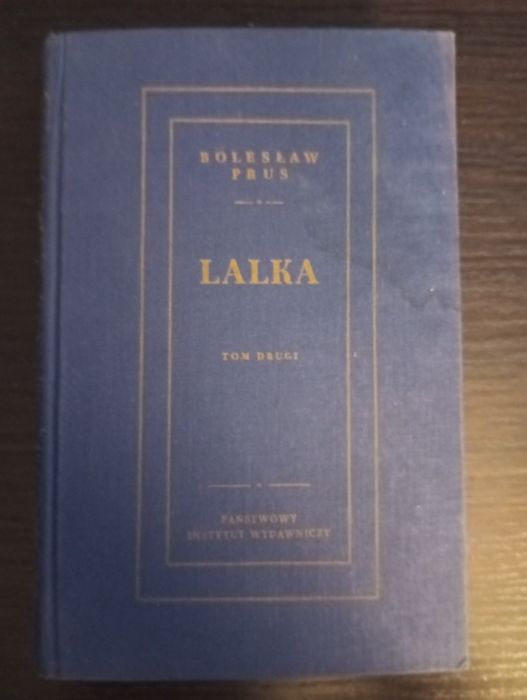 BOLESŁAW
PRUS
LALKA
TOM DRUGI
PAŃSTWOWY
INSTYTUT WYDAWNICZY